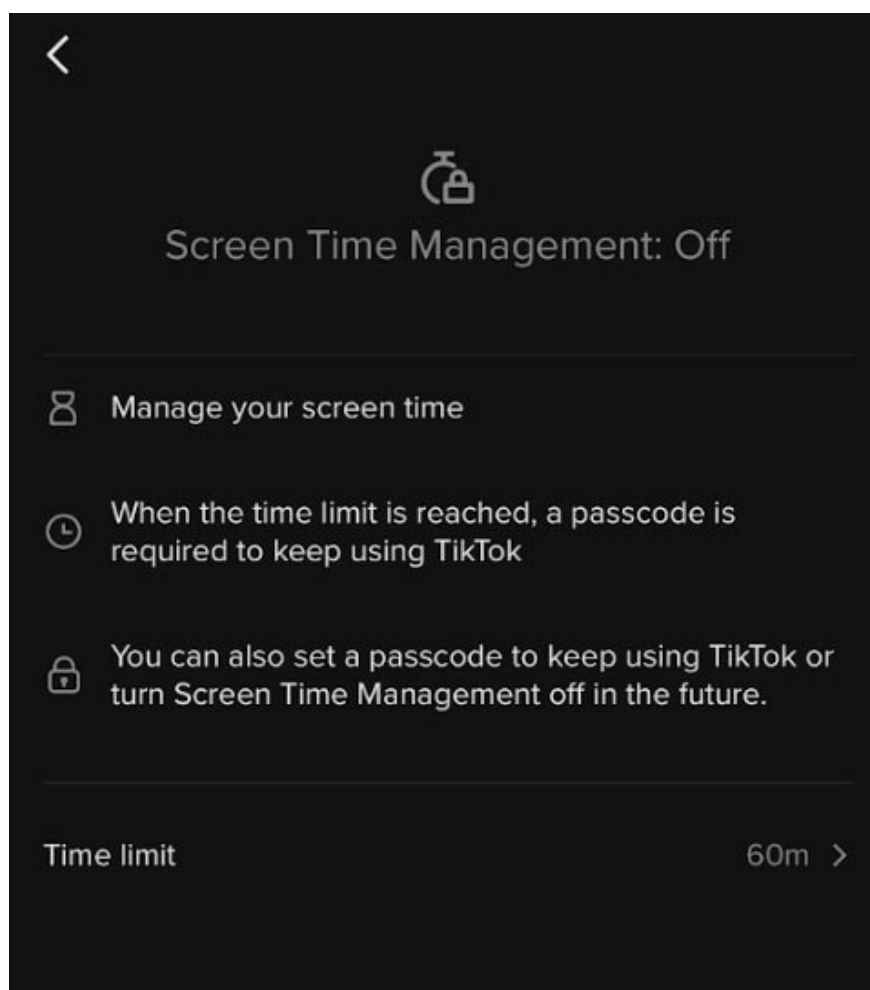 Screen Time Management: Off
Manage your screen time
When the time limit is reached, a passcode is
required to keep using TikTok
You can also set a passcode to keep using TikTok or
turn Screen Time Management off in the future.
Time limit 60m